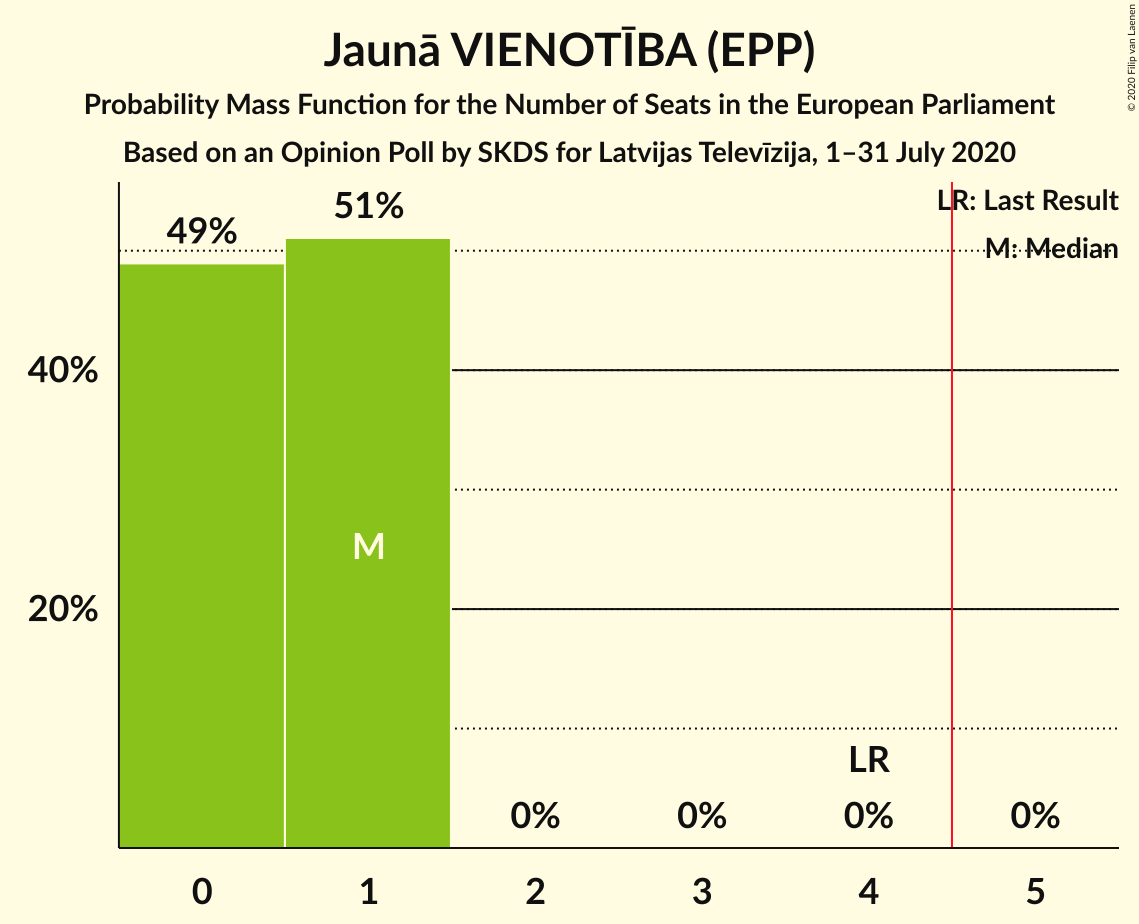 Jaunā VIENOTĪBA (EPP)
Probability Mass Function for the Number of Seats in the European Parliament
Based on an Opinion Poll by SKDS for Latvijas Televīzija, 1–31 July 2020
© 2020 Filip van Laenen
LR: Last Result
M: Median
49%
51%
40%
M
20%
LR
0%
0%
0%
0%
0
1
2
3
4
5